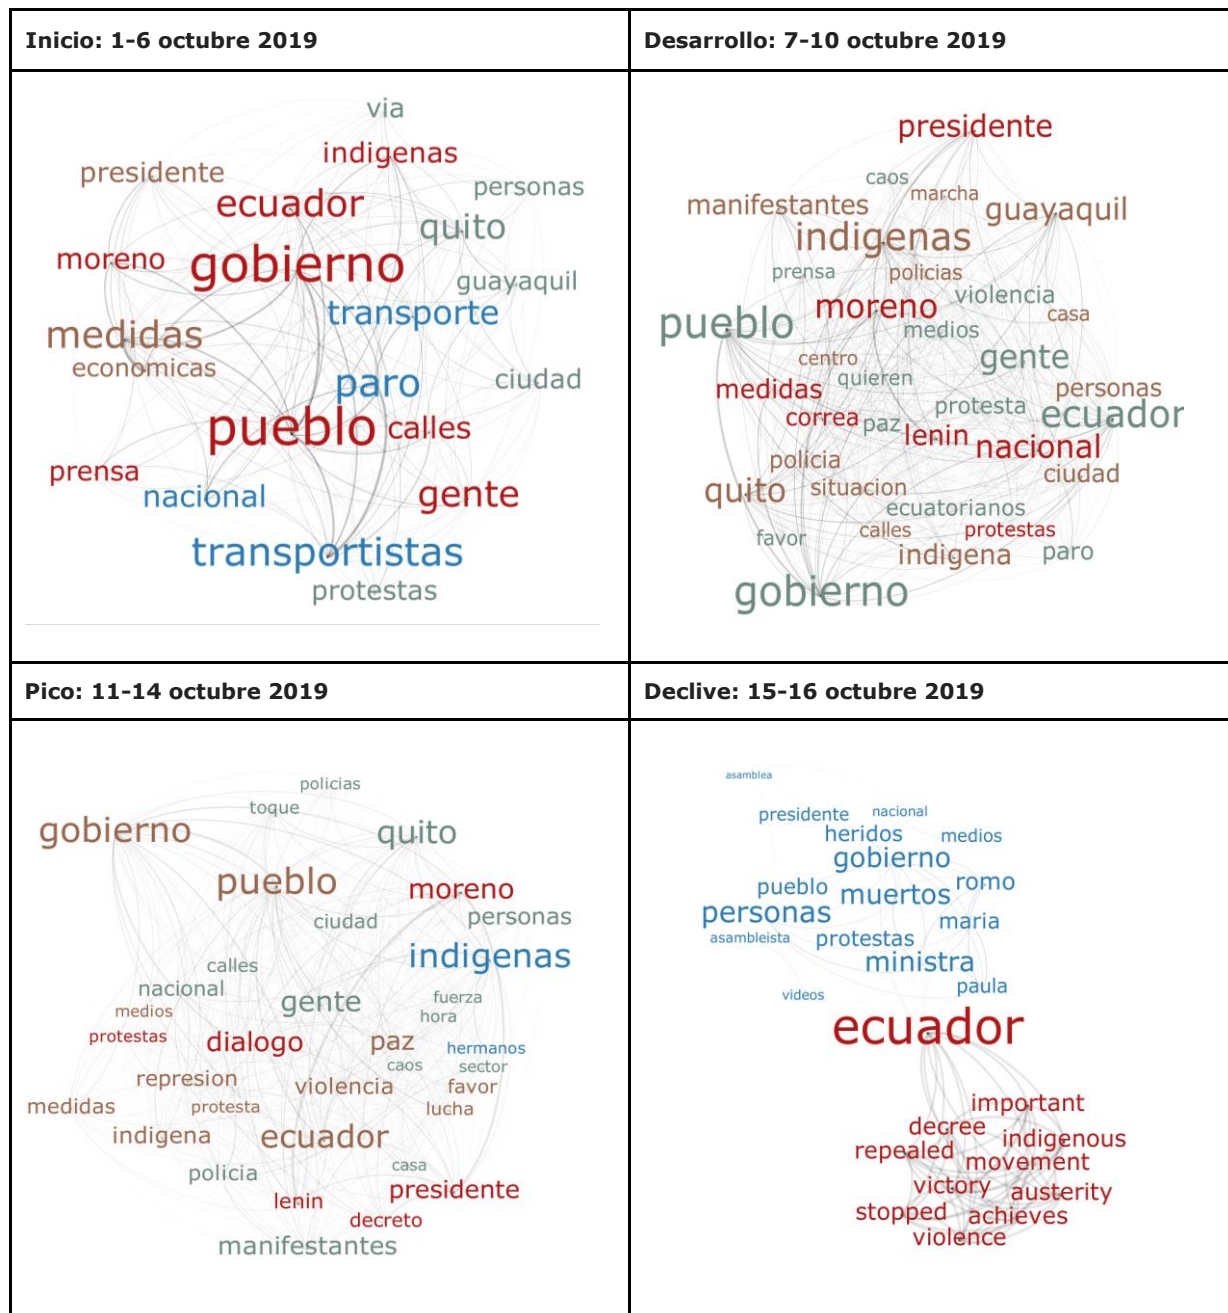 Inicio: 1-6 octubre 2019
via
indigenas
presidente
personas
ecuador
quito
moreno
gobierno
guayaquil
transporte
medidas
economicas
paro
ciudad
pueblo
calles
prensa
nacional
gente
transportistas
protestas
Desarrollo: 7-10 octubre 2019
presidente
caos
marcha
manifestantes
guayaquil
indigenas
prensa
policias
violencia
moreno
casa
pueblo
medios
centro
gente
quieren
medidas
personas
protesta
correa
paz
ecuador
lenin
nacional
policia
ciudad
quito
situacion
ecuatorianos
favor
calles
protestas
indigena
paro
gobierno
Pico: 11-14 octubre 2019
policias
toque
gobierno
quito
pueblo
moreno
ciudad
personas
indigenas
calles
nacional
gente
fuerza
medios
hora
protestas
dialogo
paz
hermanos
caos
sector
represion
violencia
favor
medidas
protesta
lucha
indigena
ecuador
policia
casa
lenin
presidente
decreto
manifestantes
Declive: 15-16 octubre 2019
asamblea
presidente
nacional
heridos
medios
gobierno
pueblo
muertos
romo
personas
maria
asambleista
protestas
ministra
videos
paula
ecuador
important
decree
indigenous
repealed
movement
victory
austerity
stopped
achieves
violence